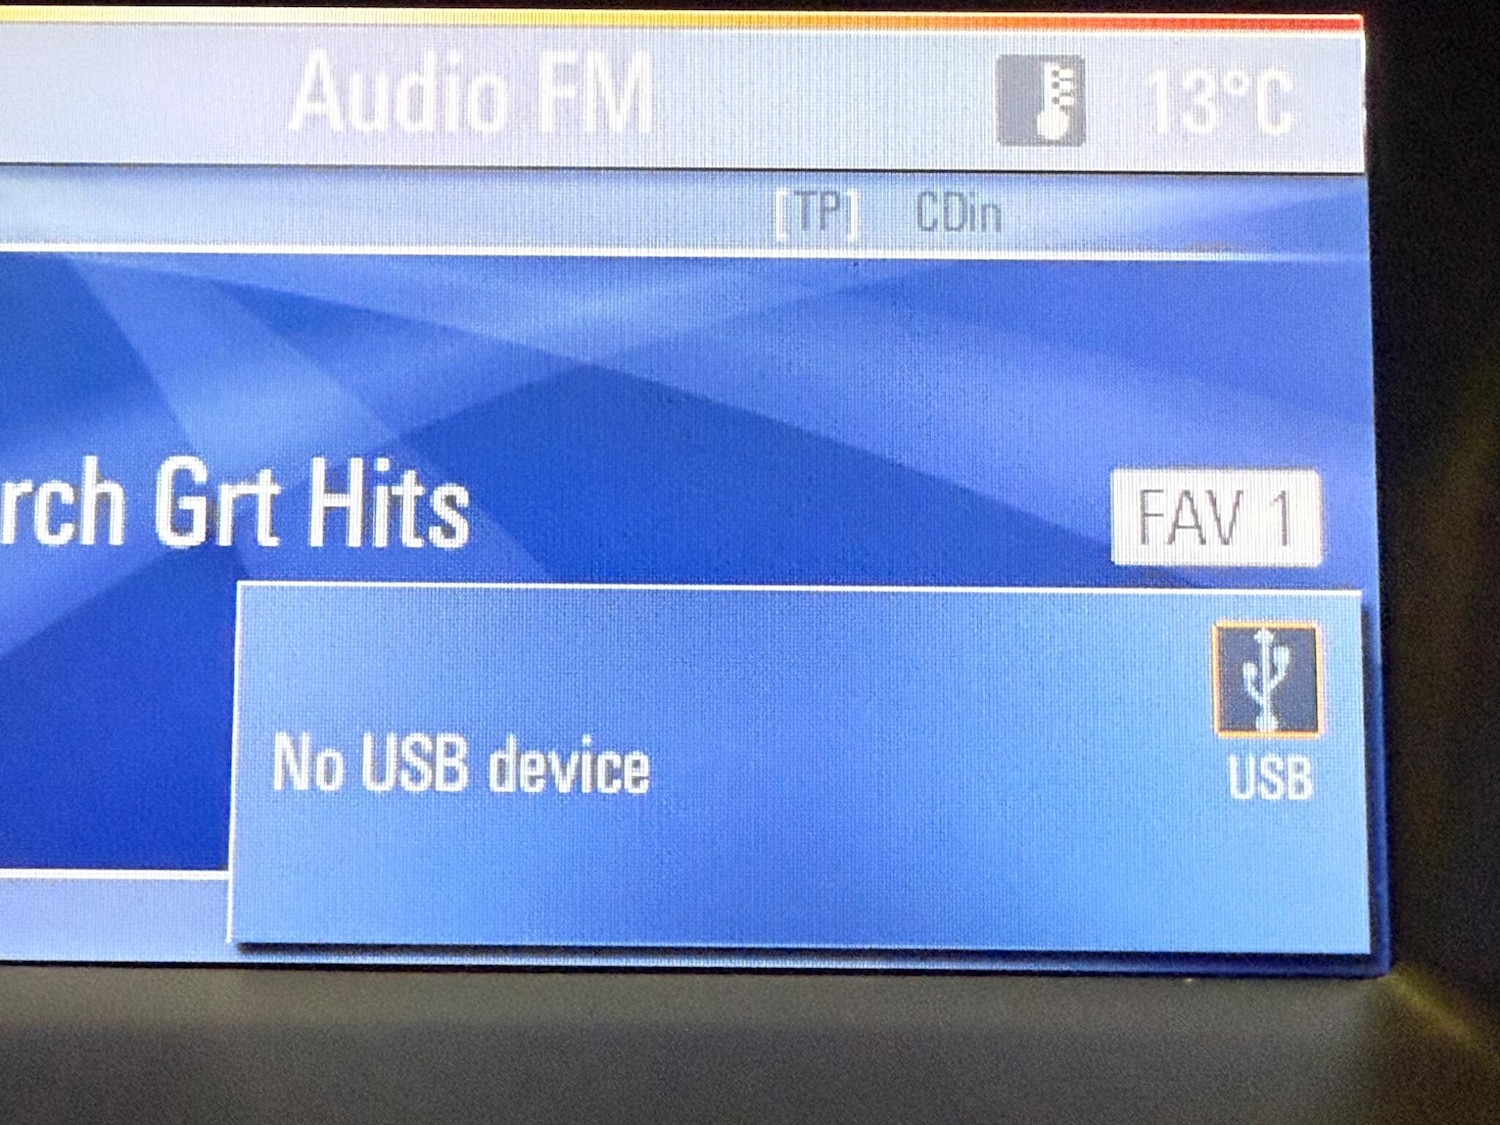 Audio FM 13°C
[TP] CDin
rch Grt Hits FAV 1
No USB device
USB